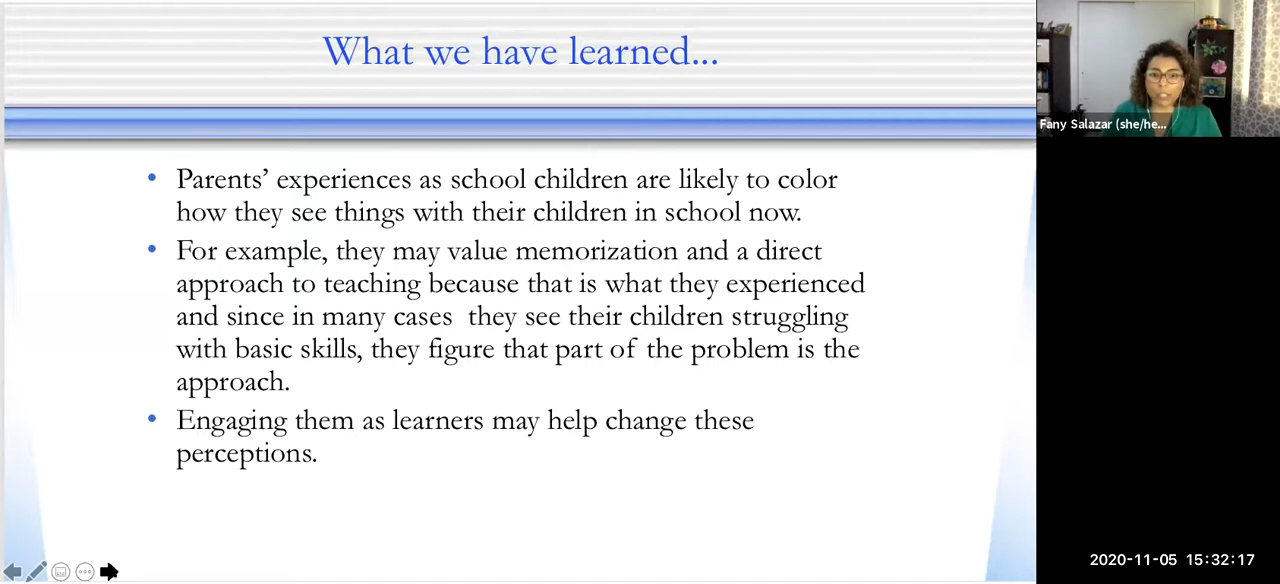 What we have learned...
Fany Salazar (she/he...
• Parents’ experiences as school children are likely to color
how they see things with their children in school now.
• For example, they may value memorization and a direct
approach to teaching because that is what they experienced
and since in many cases  they see their children struggling
with basic skills, they figure that part of the problem is the
approach.
• Engaging them as learners may help change these
perceptions.
2020-11-05 15:32:17